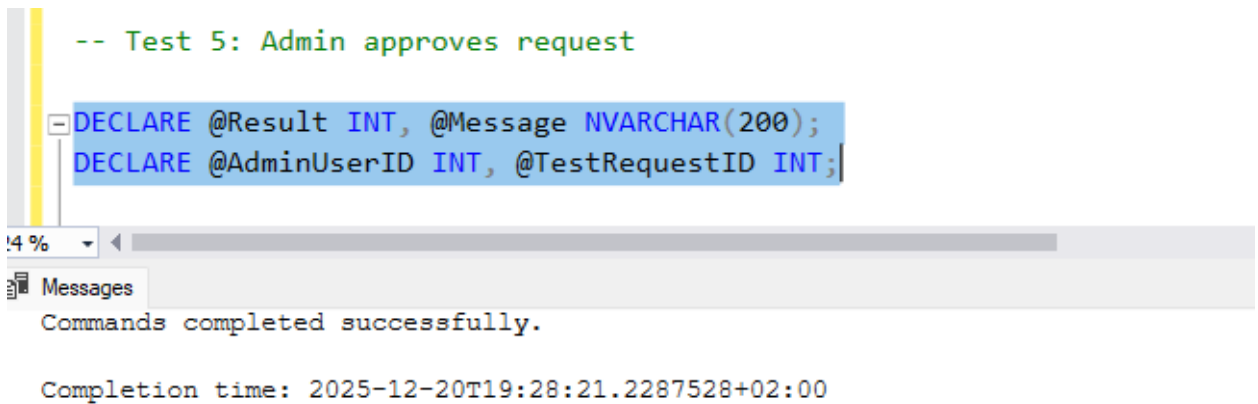 -- Test 5: Admin approves request
DECLARE @Result INT, @Message NVARCHAR(200);
DECLARE @AdminUserID INT, @TestRequestID INT;
24 %
Messages
Commands completed successfully.
Completion time: 2025-12-20T19:28:21.2287528+02:00